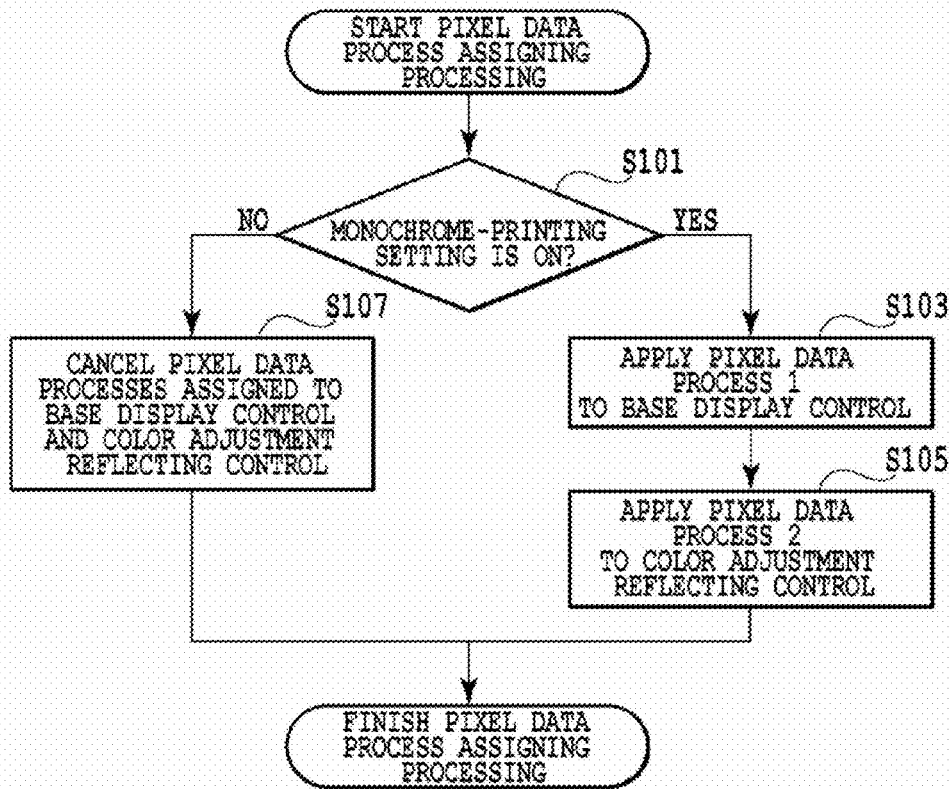 START PIXEL DATA
PROCESS ASSIGNING
PROCESSING
S101
NO
MONOCHROME-PRINTING
SETTING IS ON?
YES
S107
CANCEL PIXEL DATA
PROCESSES ASSIGNED TO
BASE DISPLAY CONTROL
AND COLOR ADJUSTMENT
REFLECTING CONTROL
S103
APPLY PIXEL DATA
PROCESS 1
TO BASE DISPLAY CONTROL
S105
APPLY PIXEL DATA
PROCESS 2
TO COLOR ADJUSTMENT
REFLECTING CONTROL
FINISH PIXEL DATA
PROCESS ASSIGNING
PROCESSING